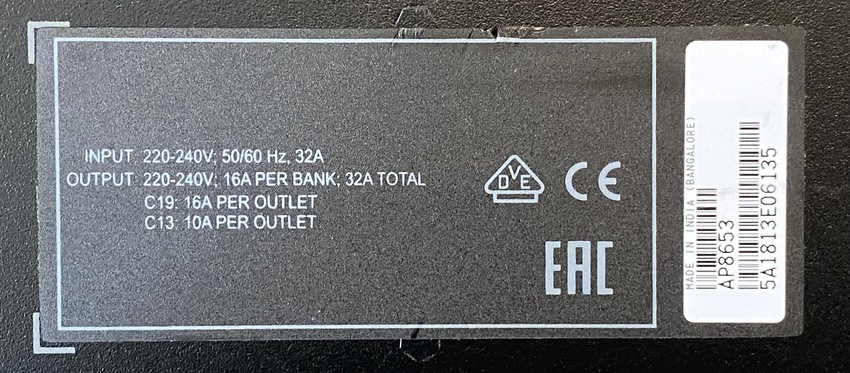 INPUT: 220-240V; 50/60 Hz, 32A
OUTPUT: 220-240V; 16A PER BANK; 32A TOTAL
C19: 16A PER OUTLET
C13: 10A PER OUTLET
DVE
CE
EAC
MADE IN INDIA (BANGALORE)
AP8653
5A1813E06135